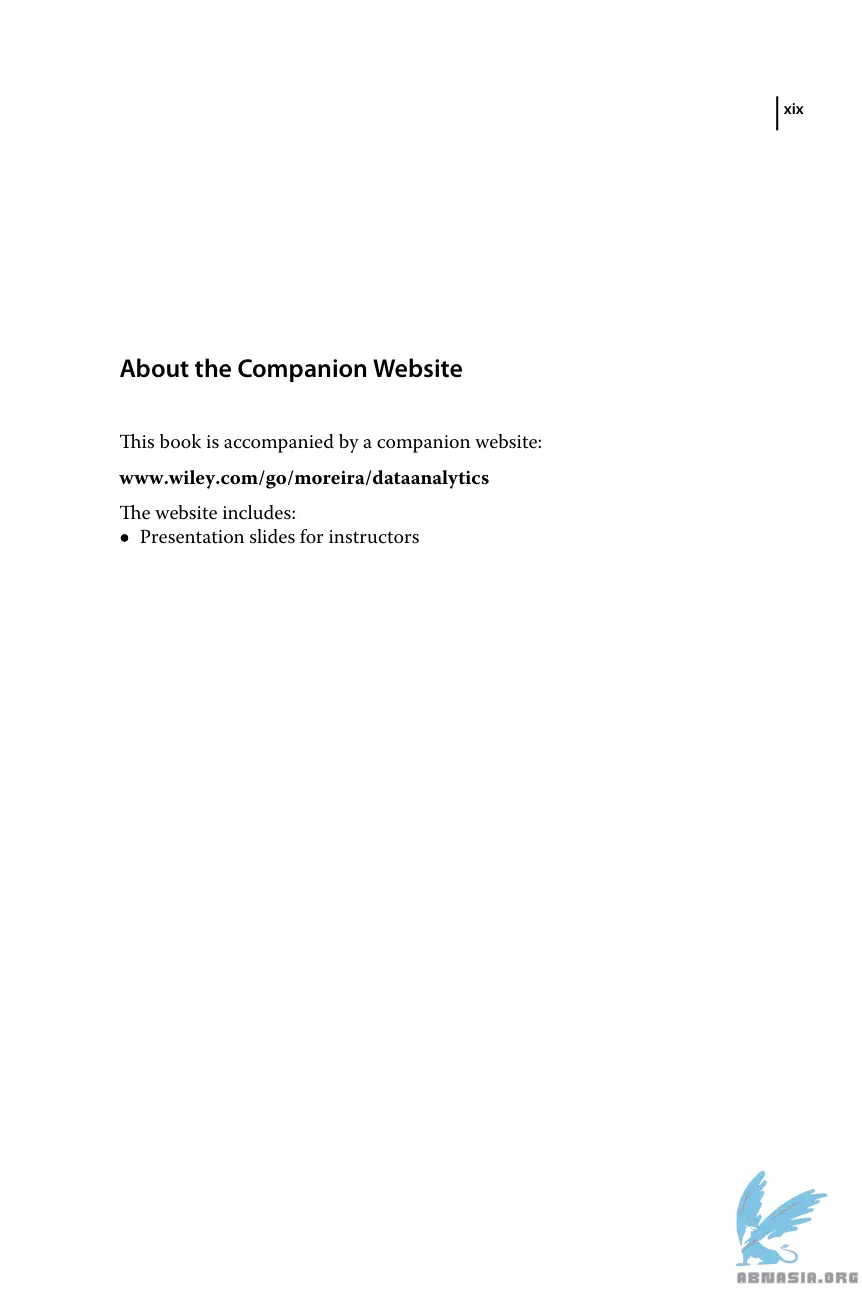 xix
About the Companion Website
This book is accompanied by a companion website:
www.wiley.com/go/moreira/dataanalytics
The website includes:
• Presentation slides for instructors
ABNASIA.ORG